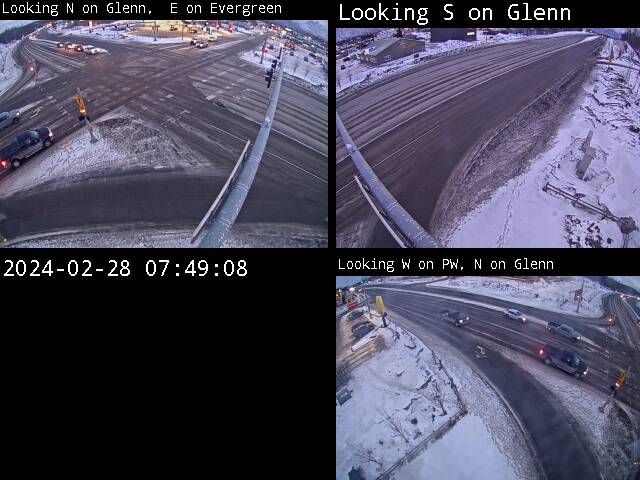 Looking N on Glenn,  E on Evergreen
Looking S on Glenn
2024-02-28 07:49:08
Looking W on PW, N on Glenn